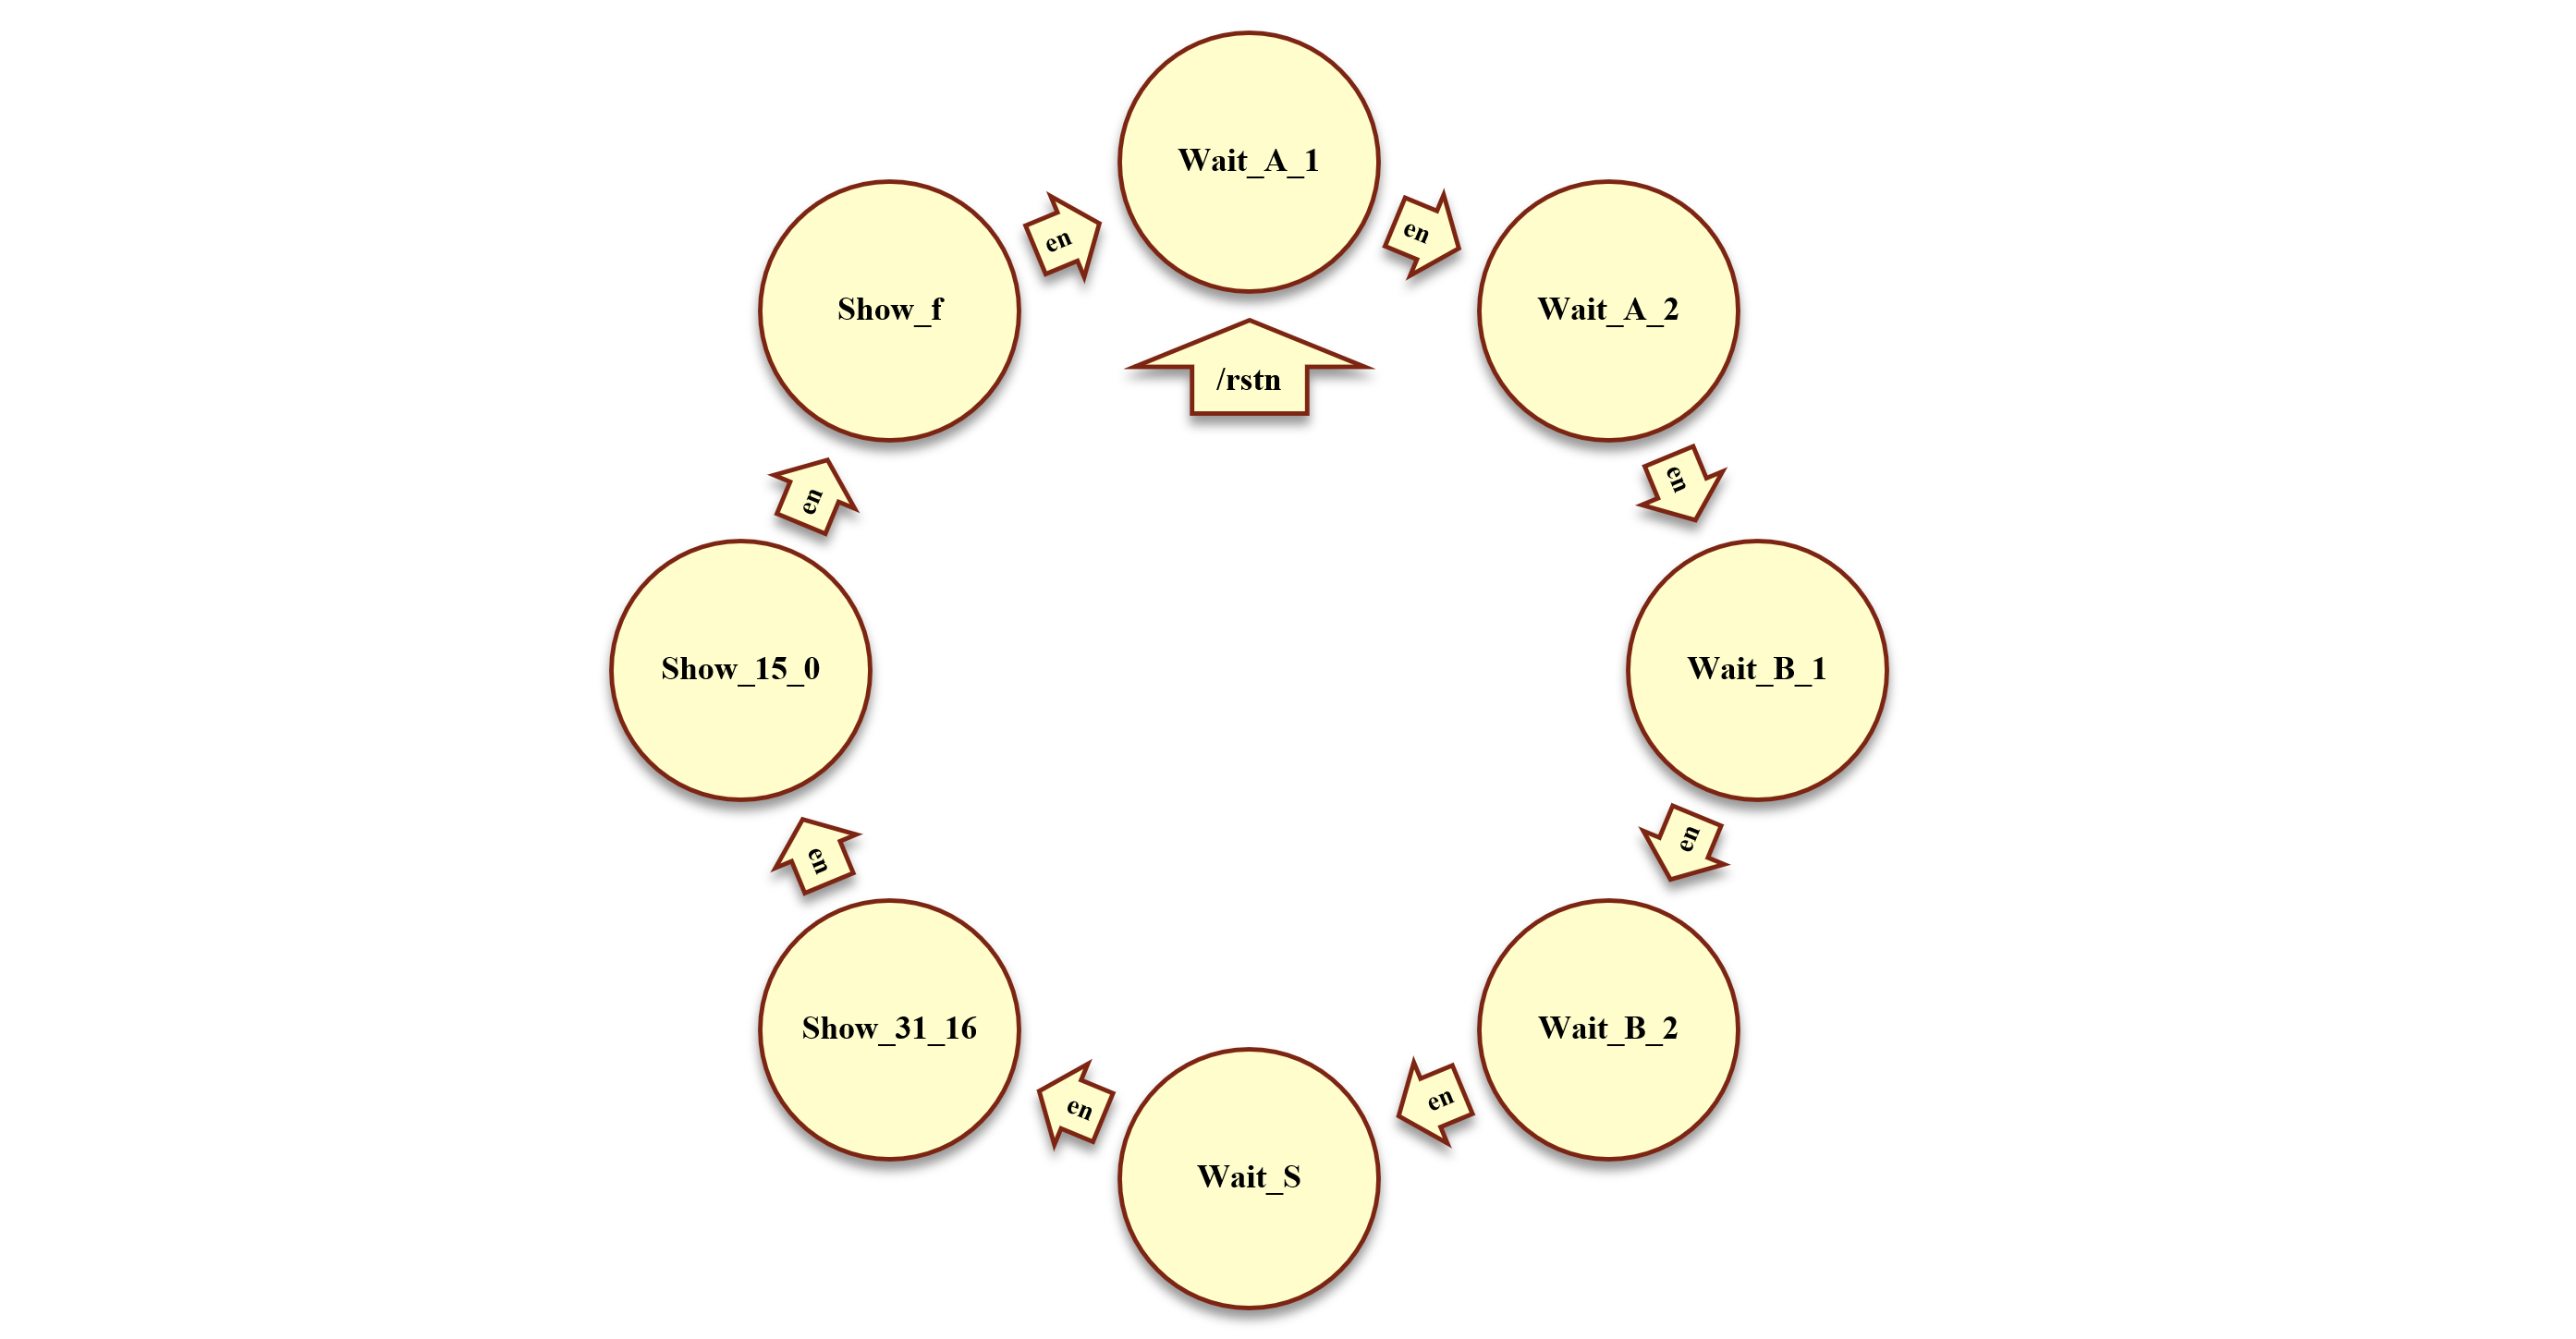 Wait_A_1
en
Wait_A_2
en
Wait_B_1
en
Wait_B_2
en
Wait_S
en
Show_31_16
en
Show_15_0
en
Show_f
en
/rstn